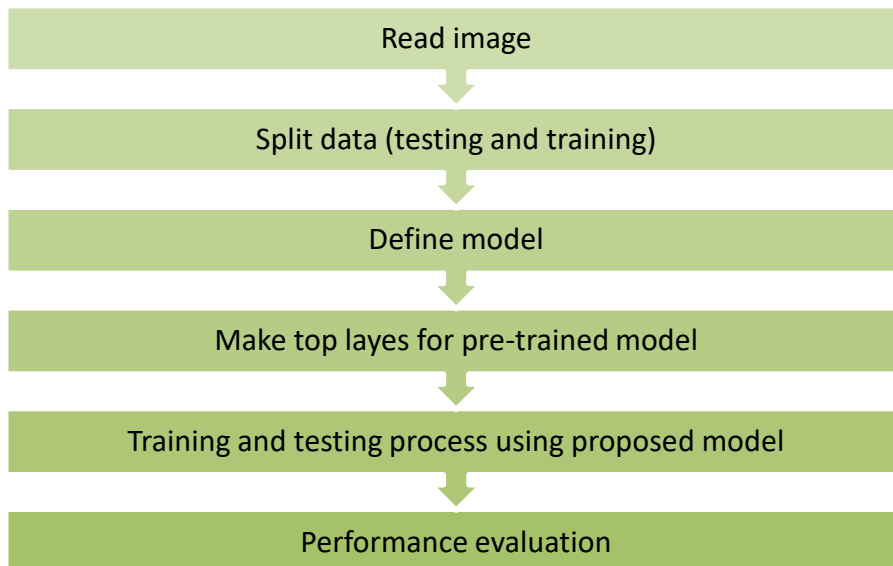 Read image
Split data (testing and training)
Define model
Make top layes for pre-trained model
Training and testing process using proposed model
Performance evaluation